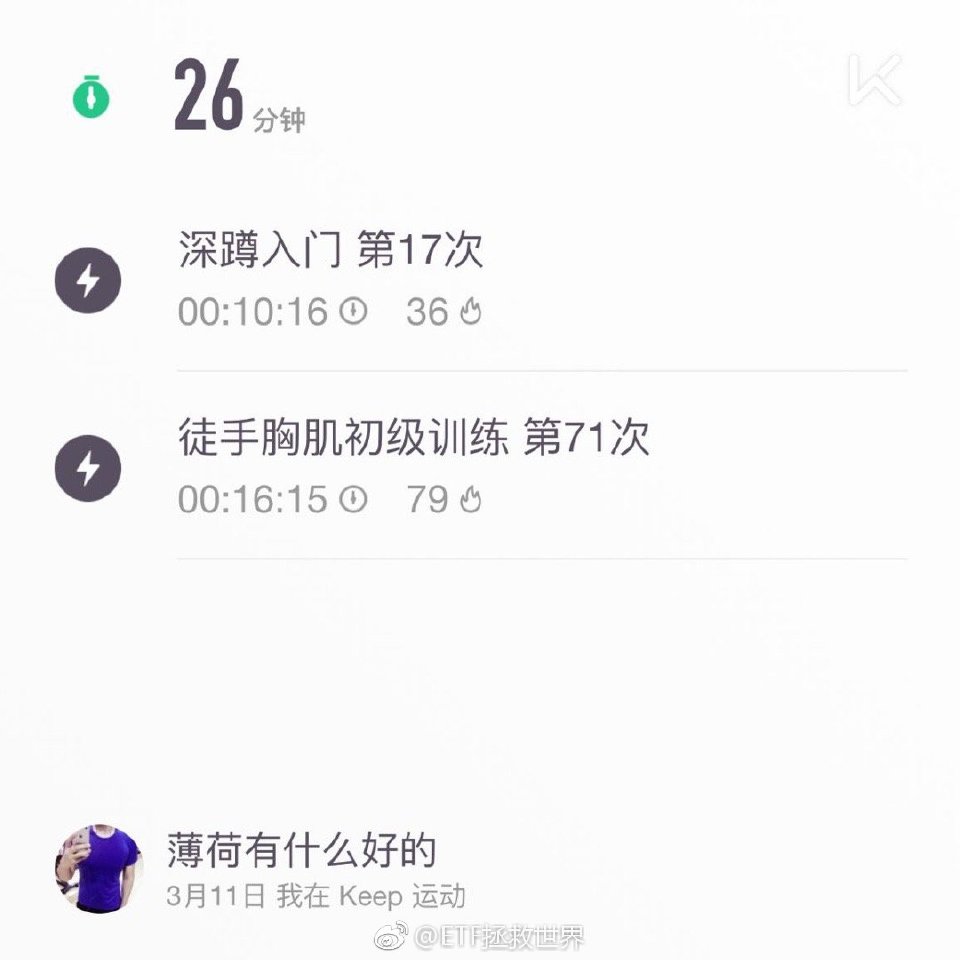 26 分钟
K
深蹲入门 第17次
00:10:16 36
徒手胸肌初级训练 第71次
00:16:15 79
薄荷有什么好的
3月11日 我在 Keep 运动
@ETF拯救世界